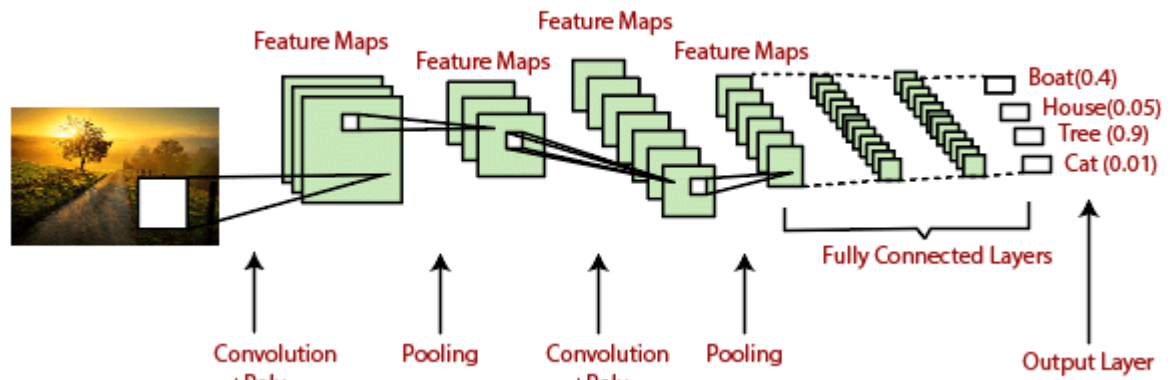 Feature Maps
Feature Maps
Feature Maps
Feature Maps
Boat(0.4)
House(0.05)
Tree (0.9)
Cat (0.01)
Fully Connected Layers
Convolution
Pooling
Convolution
Pooling
Output Layer